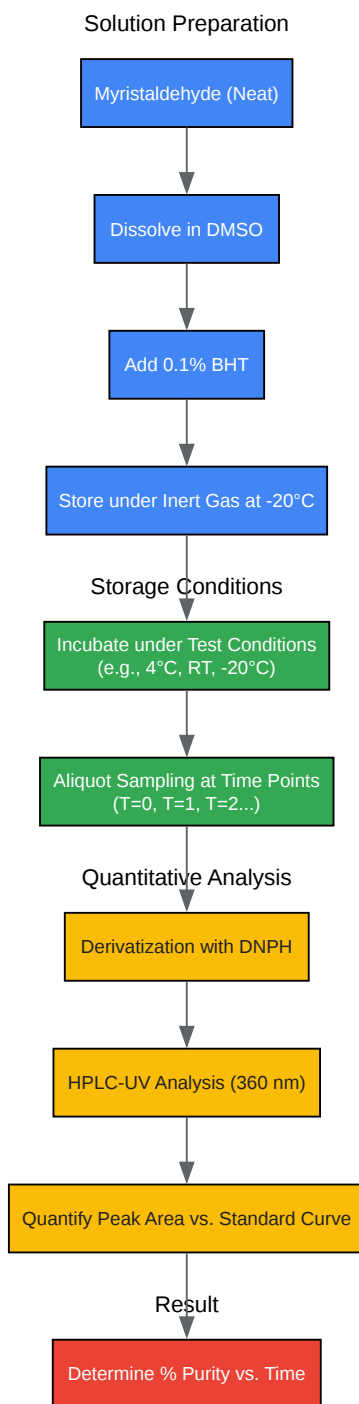 Solution Preparation
Myristaldehyde (Neat)
Dissolve in DMSO
Add 0.1% BHT
Store under Inert Gas at -20°C
Storage Conditions
Incubate under Test Conditions
(e.g., 4°C, RT, -20°C)
Aliquot Sampling at Time Points
(T=0, T=1, T=2...)
Quantitative Analysis
Derivatization with DNPH
HPLC-UV Analysis (360 nm)
Quantify Peak Area vs. Standard Curve
Result
Determine % Purity vs. Time